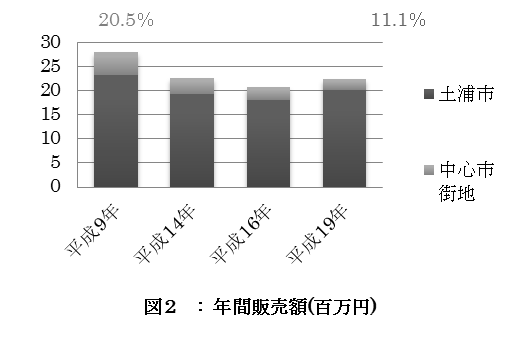 20.5%
11.1%
30
25
20
15
10
5
0
平成9年
平成14年
平成16年
平成19年
土浦市
中心市
街地
図2 :年間販売額(百万円)